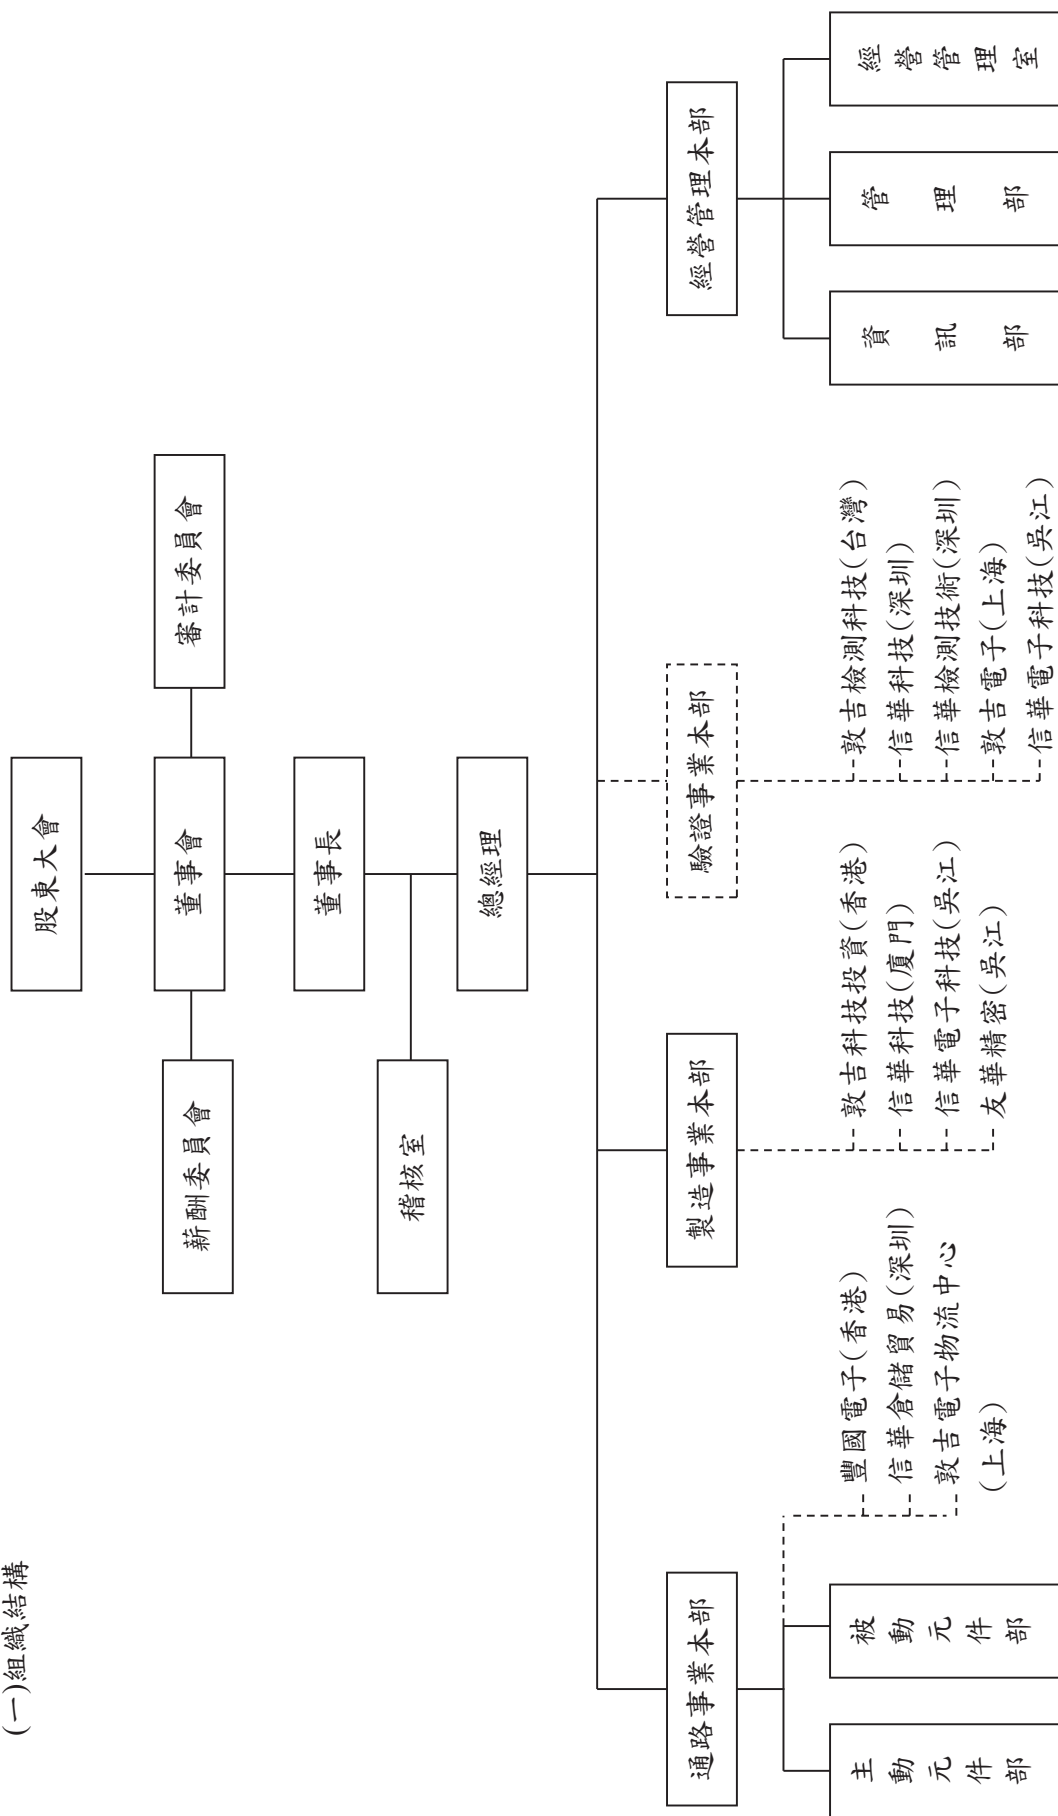 (一)組織結構
股東大會
薪酬委員會
董事會
審計委員會
董事長
稽核室
總經理
通路事業本部
製造事業本部
驗證事業本部
經營管理本部
主動元件部
被動元件部
豐國電子(香港)
信華倉儲貿易(深圳)
敦吉電子物流中心
(上海)
敦吉科技投資(香港)
信華科技(廈門)
信華電子科技(吳江)
友華精密(吳江)
敦吉檢測科技(台灣)
信華科技(深圳)
信華檢測技術(深圳)
敦吉電子(上海)
信華電子科技(吳江)
資訊部
管理部
經營管理室